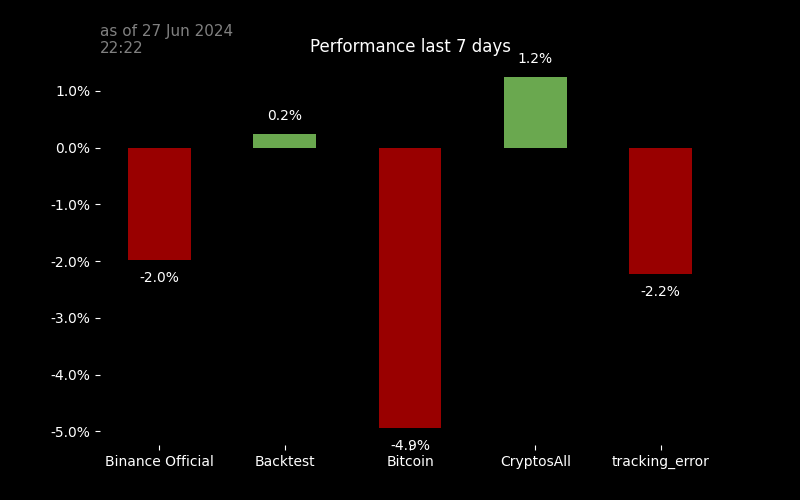 as of 27 Jun 2024
22:22
Performance last 7 days
1.2%
1.0%
0.2%
0.0%
-1.0%
-2.0%
-2.0%
-2.2%
-3.0%
-4.0%
-5.0%
-4.9%
Binance Official
Backtest
Bitcoin
CryptosAll
tracking_error